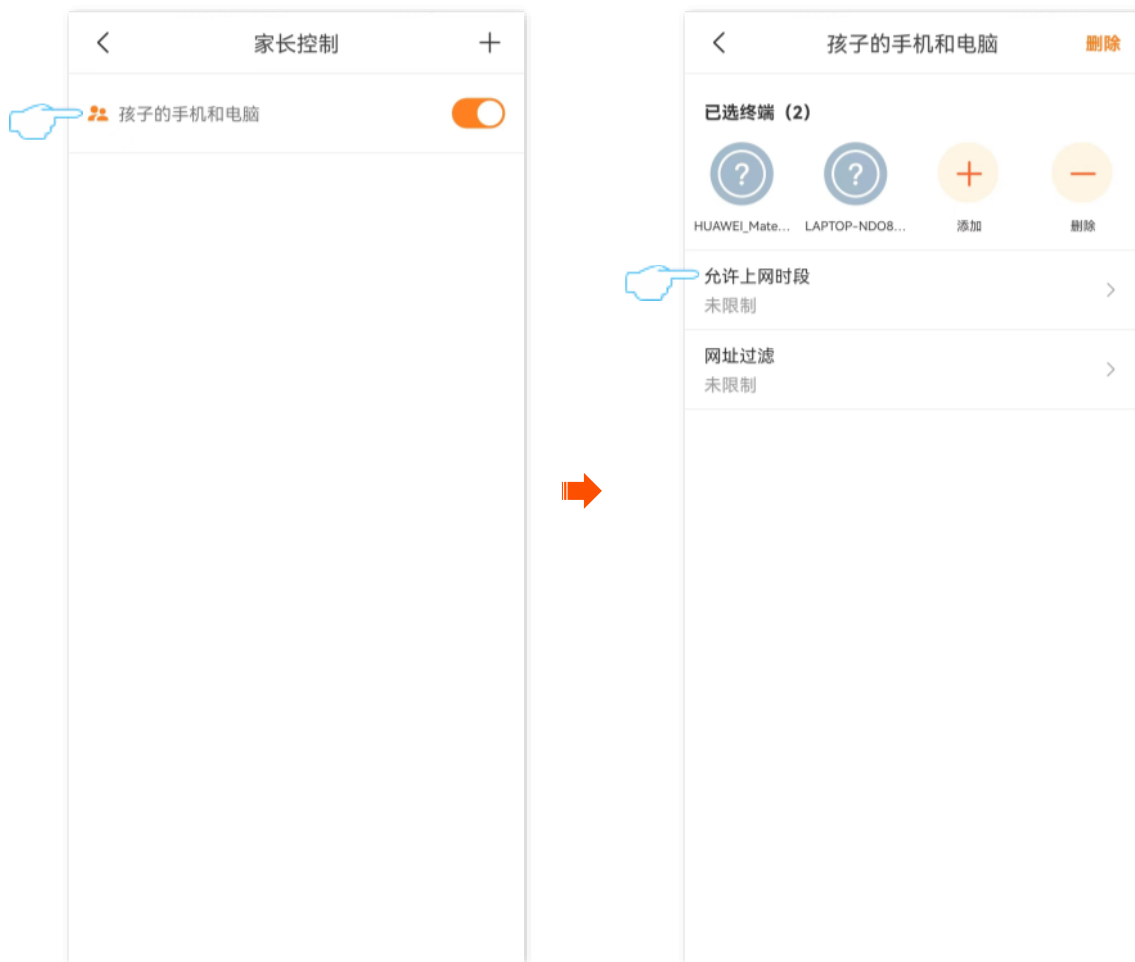 家长控制
孩子的手机和电脑
孩子的手机和电脑
删除
已选终端（2）
HUAWEI_Mate...
LAPTOP-NDO8...
添加
删除
允许上网时段
未限制
网址过滤
未限制